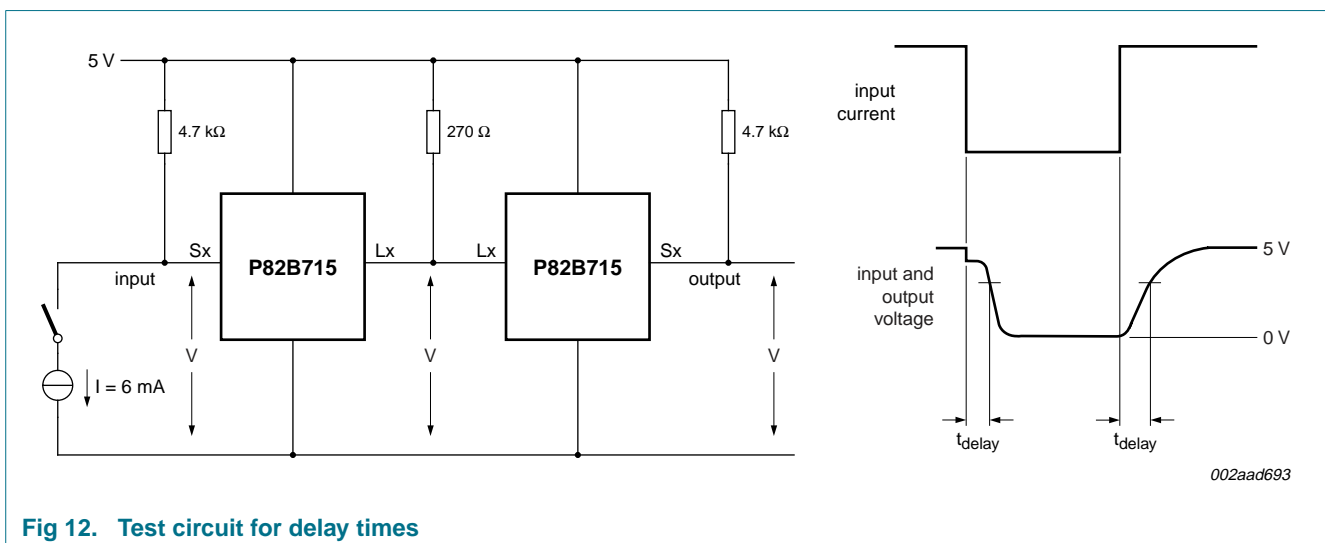 5 V
4.7 kΩ
270 Ω
4.7 kΩ
Sx
P82B715
Lx
Lx
P82B715
Sx
input
output
V
V
V
I = 6 mA
input
current
input and
output
voltage
5 V
0 V
tdelay
tdelay
002aad693
Fig 12. Test circuit for delay times